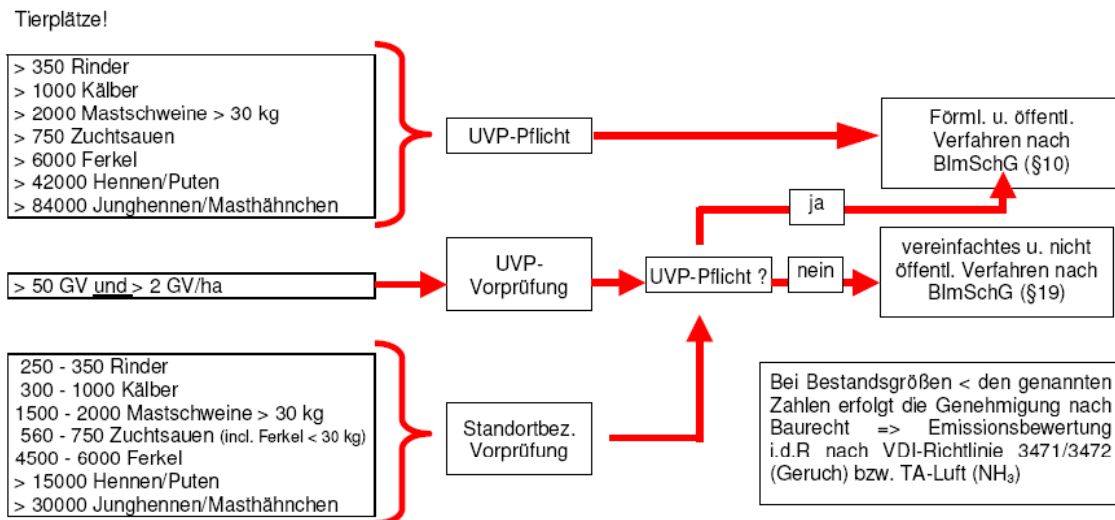 Tierplätze!
> 350 Rinder
> 1000 Kälber
> 2000 Mastschweine > 30 kg
> 750 Zuchtsauen
> 6000 Ferkel
> 42000 Hennen/Puten
> 84000 Junghennen/Masthähnchen
UVP-Pflicht
Förml. u. öffentl.
Verfahren nach
BImSchG (§10)
ja
> 50 GV und > 2 GV/ha
UVP-
Vorprüfung
UVP-Pflicht ?
nein
vereinfachtes u. nicht
öffentl. Verfahren nach
BImSchG (§19)
250 - 350 Rinder
300 - 1000 Kälber
1500 - 2000 Mastschweine > 30 kg
560 - 750 Zuchtsauen (incl. Ferkel < 30 kg)
4500 - 6000 Ferkel
> 15000 Hennen/Puten
> 30000 Junghennen/Masthähnchen
Standortbez.
Vorprüfung
Bei Bestandsgrößen < den genannten
Zahlen erfolgt die Genehmigung nach
Baurecht => Emissionsbewertung
i.d.R nach VDI-Richtlinie 3471/3472
(Geruch) bzw. TA-Luft (NH₃)